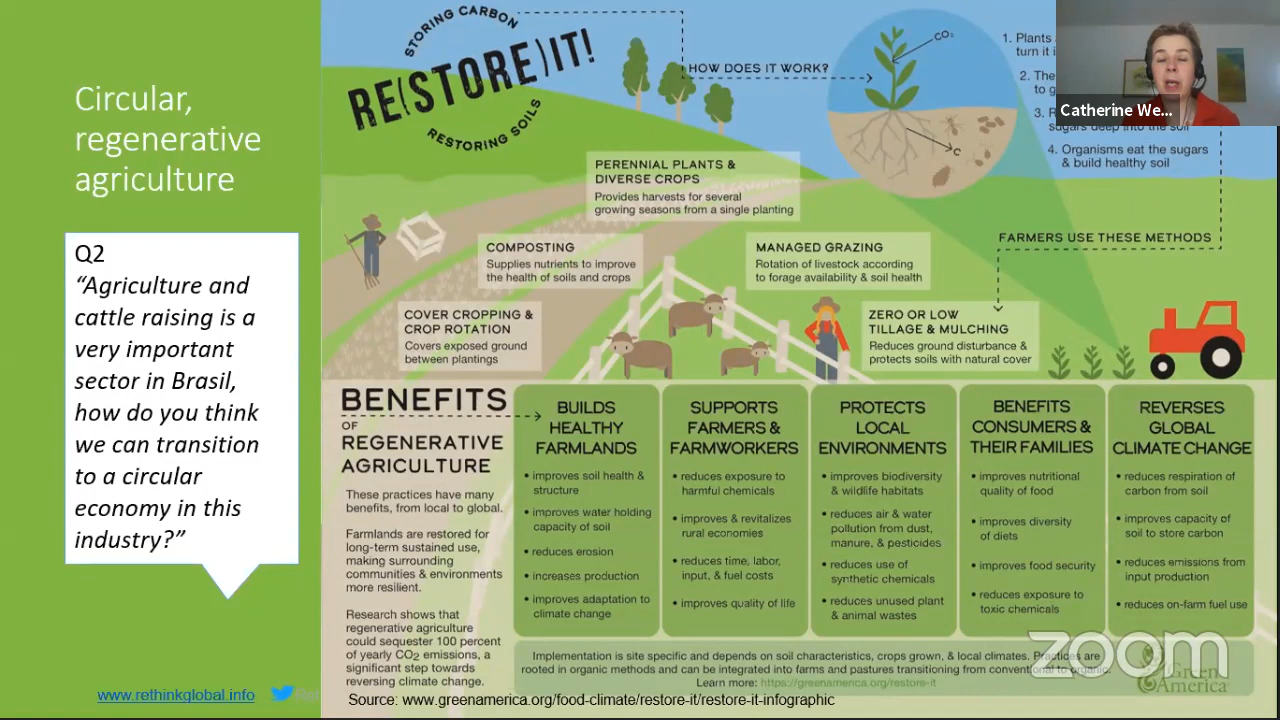 Circular,
regenerative
agriculture
Q2
“Agriculture and
cattle raising is a
very important
sector in Brasil,
how do you think
we can transition
to a circular
economy in this
industry?”
www.rethinkglobal.info
STORING CARBON
RE(STORE)IT!
RESTORING SOILS
HOW DOES IT WORK?
CO2
C
1. Plants
turn it i
2. The
to g
3. R
sugars deep into the soil
4. Organisms eat the sugars
& build healthy soil
Catherine We...
PERENNIAL PLANTS &
DIVERSE CROPS
Provides harvests for several
growing seasons from a single planting
COMPOSTING
Supplies nutrients to improve
the health of soils and crops
MANAGED GRAZING
Rotation of livestock according
to forage availability & soil health
FARMERS USE THESE METHODS
COVER CROPPING &
CROP ROTATION
Covers exposed ground
between plantings
ZERO OR LOW
TILLAGE & MULCHING
Reduces ground disturbance &
protects soils with natural cover
BENEFITS
OF
REGENERATIVE
AGRICULTURE
These practices have many
benefits, from local to global.
Farmlands are restored for
long-term sustained use,
making surrounding
communities & environments
more resilient.
Research shows that
regenerative agriculture
could sequester 100 percent
of yearly CO2 emissions, a
significant step towards
reversing climate change.
BUILDS
HEALTHY
FARMLANDS
• improves soil health &
structure
• improves water holding
capacity of soil
• reduces erosion
• increases production
• improves adaptation to
climate change
SUPPORTS
FARMERS &
FARMWORKERS
• reduces exposure to
harmful chemicals
• improves & revitalizes
rural economies
• reduces time, labor,
input, & fuel costs
• improves quality of life
PROTECTS
LOCAL
ENVIRONMENTS
• improves biodiversity
& wildlife habitats
• reduces air & water
pollution from dust,
manure, & pesticides
• reduces use of
synthetic chemicals
• reduces unused plant
& animal wastes
BENEFITS
CONSUMERS &
THEIR FAMILIES
• improves nutritional
quality of food
• improves diversity
of diets
• improves food security
• reduces exposure to
toxic chemicals
REVERSES
GLOBAL
CLIMATE CHANGE
• reduces respiration of
carbon from soil
• improves capacity of
soil to store carbon
• reduces emissions from
input production
• reduces on-farm fuel use
Implementation is site specific and depends on soil characteristics, crops grown, & local climates. Practices are
rooted in organic methods and can be integrated into farms and pastures transitioning from conventional to organic.
Learn more: https://greenamerica.org/restore-it
zoom
Green
America
Source: www.greenamerica.org/food-climate/restore-it/restore-it-infographic